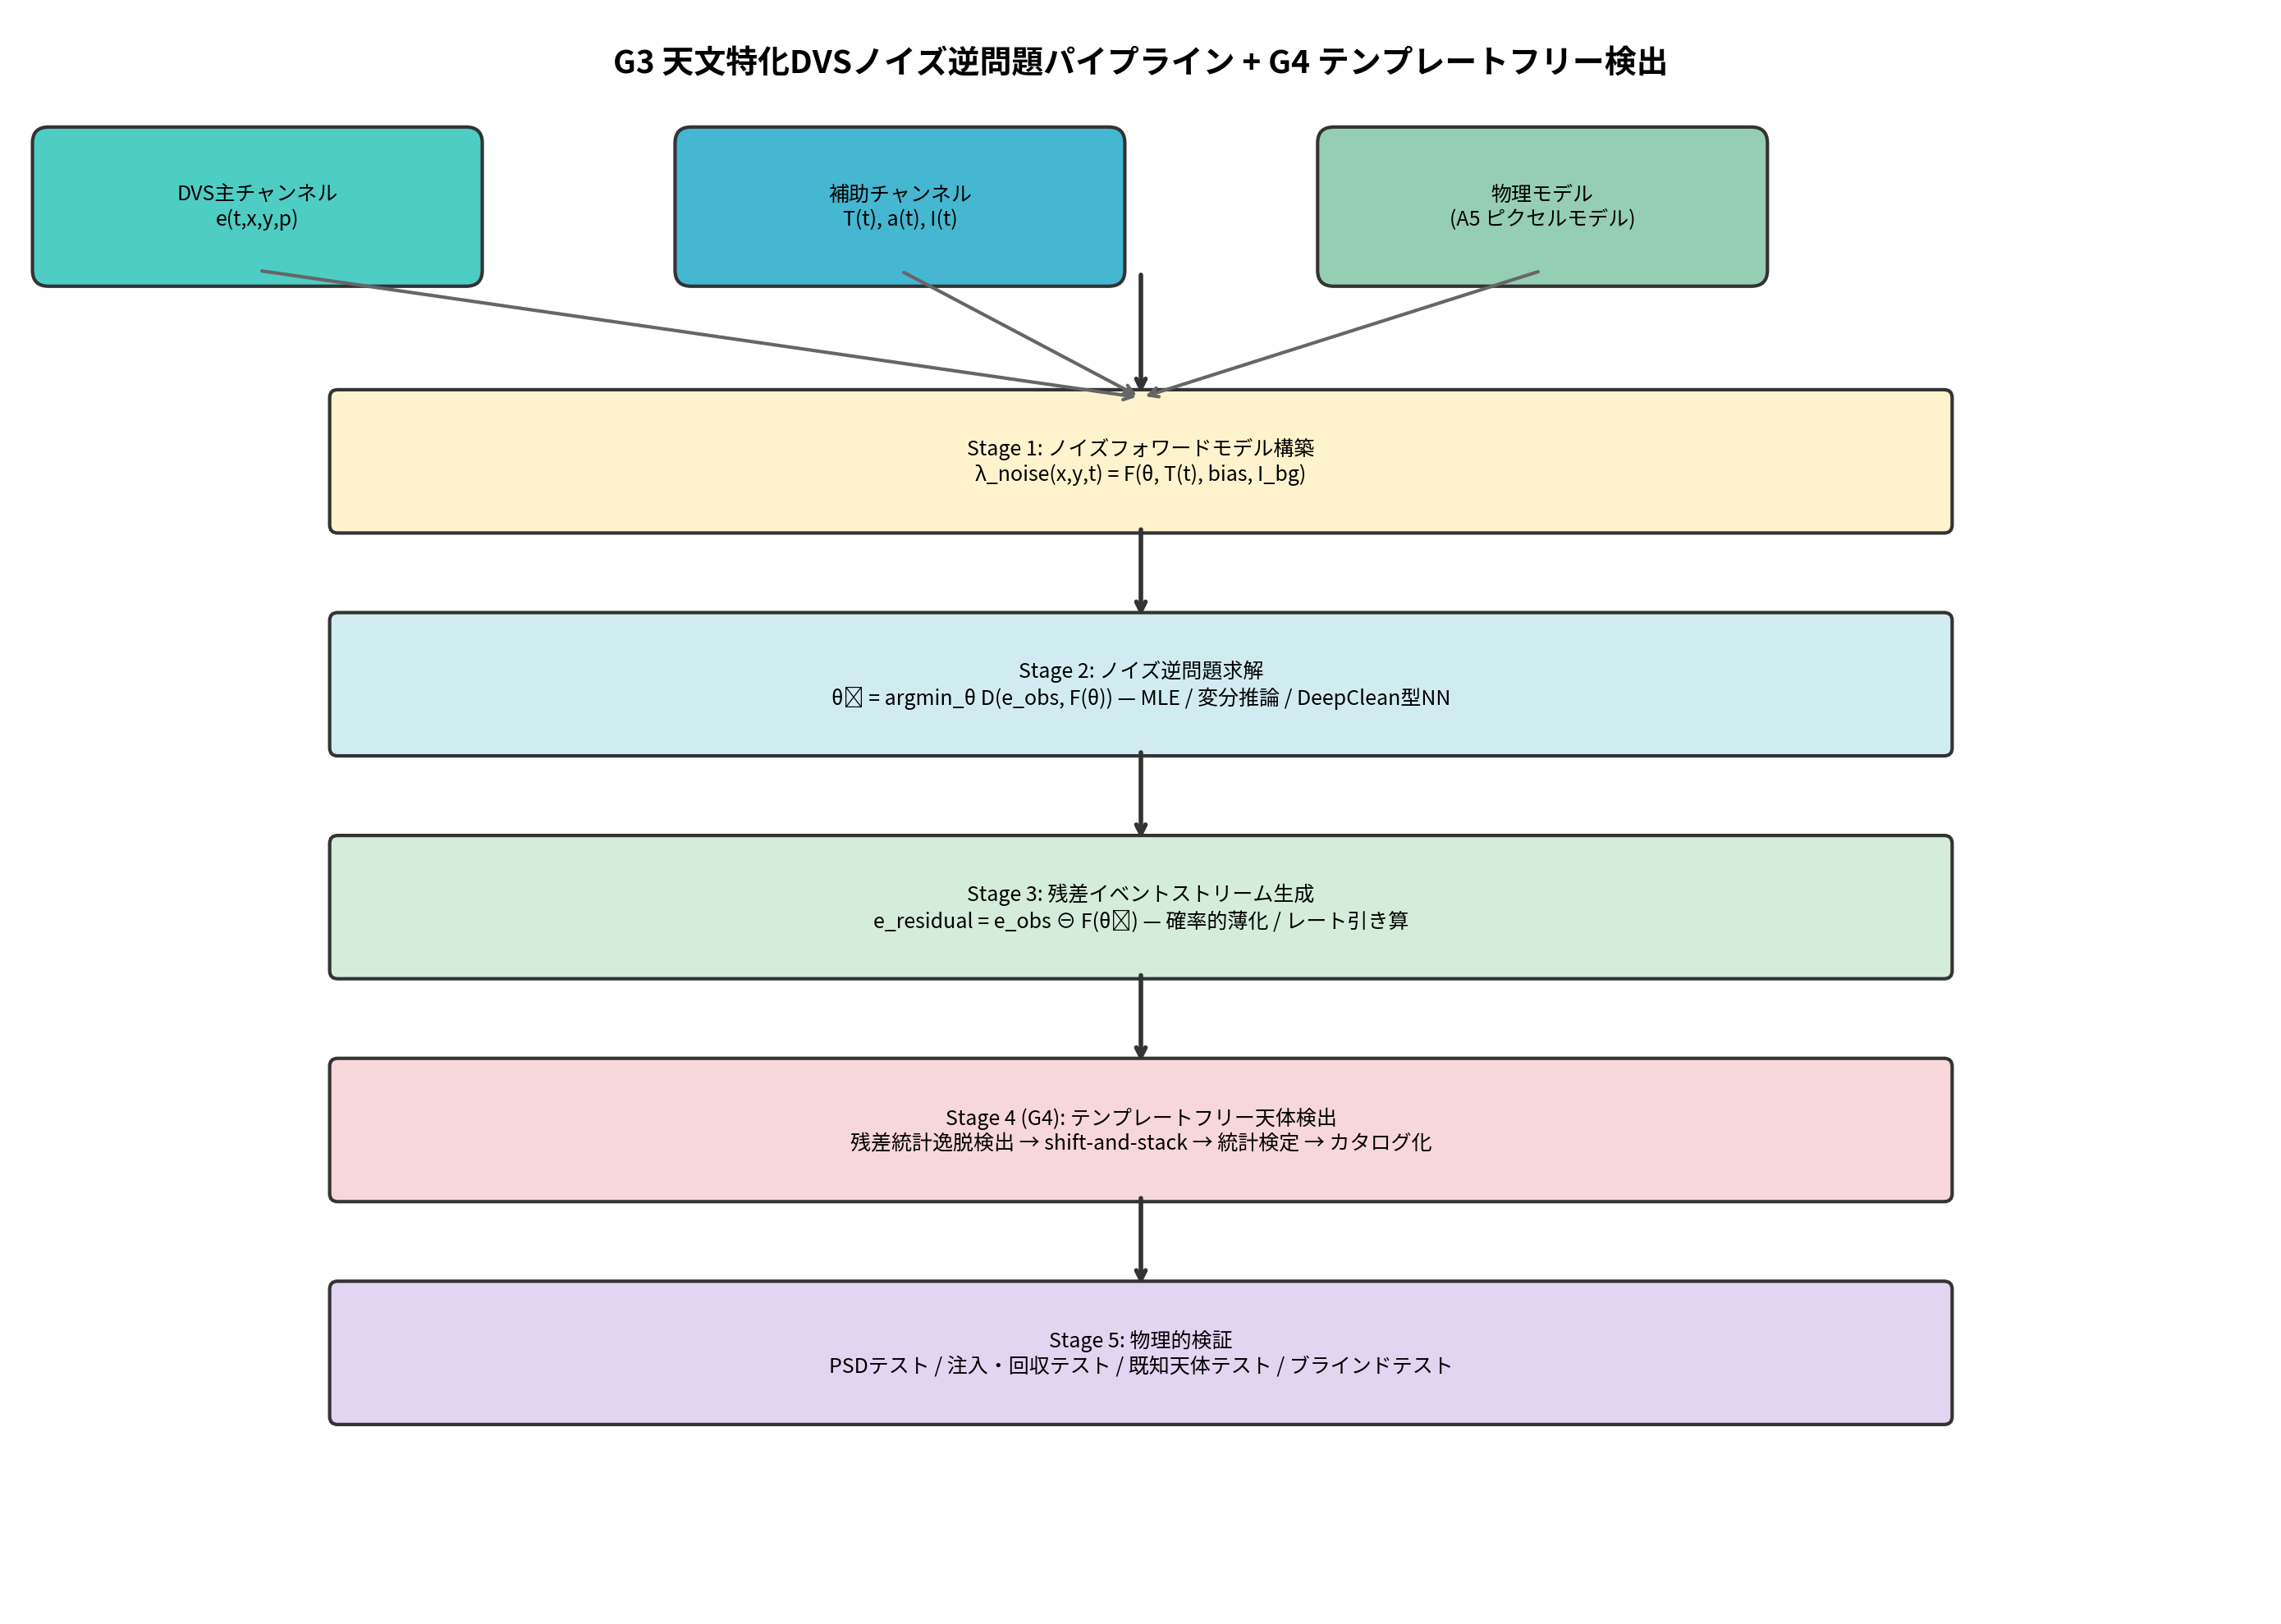 G3 天文特化DVSノイズ逆問題パイプライン + G4 テンプレートフリー検出
DVS主チャンネル
e(t,x,y,p)
補助チャンネル
T(t), a(t), I(t)
物理モデル
(A5 ピクセルモデル)
Stage 1: ノイズフォワードモデル構築
λ_noise(x,y,t) = F(θ, T(t), bias, I_bg)
Stage 2: ノイズ逆問題求解
θ = argmin_θ D(e_obs, F(θ)) — MLE / 変分推論 / DeepClean型NN
Stage 3: 残差イベントストリーム生成
e_residual = e_obs ⊖ F(θ) — 確率的薄化 / レート引き算
Stage 4 (G4): テンプレートフリー天体検出
残差統計逸脱検出 → shift-and-stack → 統計検定 → カタログ化
Stage 5: 物理的検証
PSDテスト / 注入・回収テスト / 既知天体テスト / ブラインドテスト